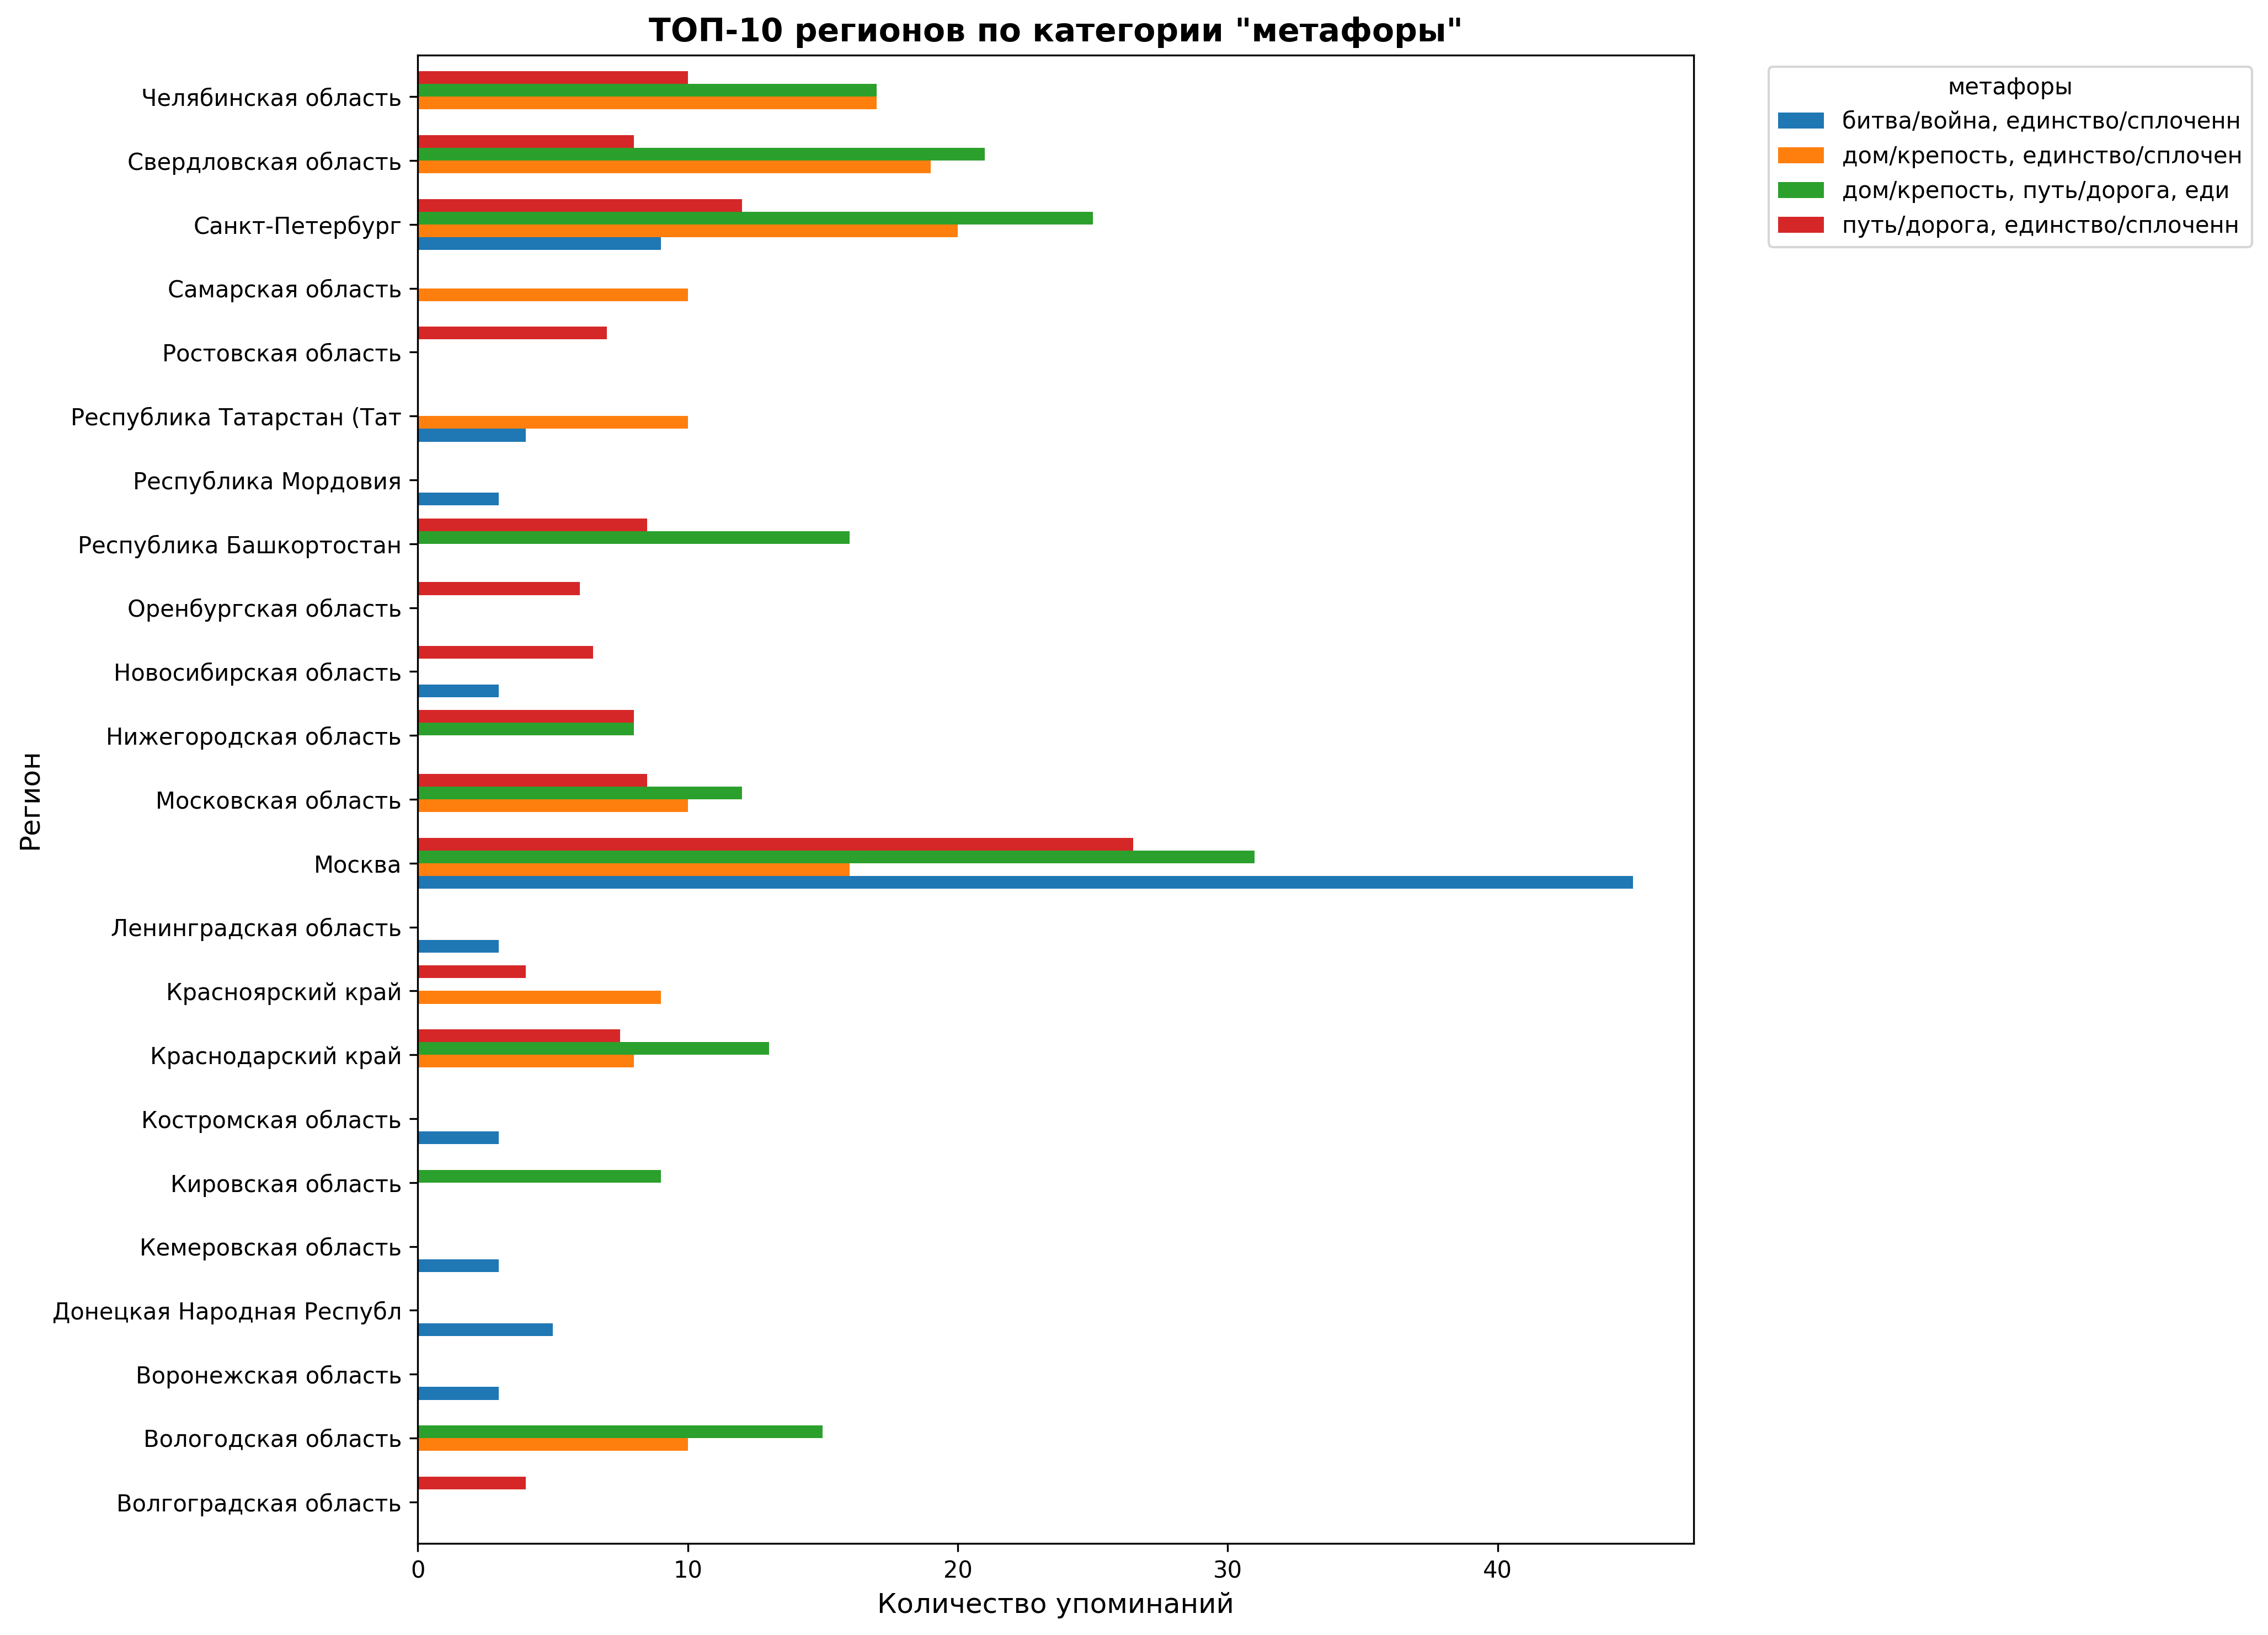 ТОП-10 регионов по категории "метафоры"
метафоры
битва/война, единство/сплоченн
дом/крепость, единство/сплочен
дом/крепость, путь/дорога, еди
путь/дорога, единство/сплоченн
Регион
Челябинская область
Свердловская область
Санкт-Петербург
Самарская область
Ростовская область
Республика Татарстан (Тат
Республика Мордовия
Республика Башкортостан
Оренбургская область
Новосибирская область
Нижегородская область
Московская область
Москва
Ленинградская область
Красноярский край
Краснодарский край
Костромская область
Кировская область
Кемеровская область
Донецкая Народная Республ
Воронежская область
Вологодская область
Волгоградская область
0 10 20 30 40
Количество упоминаний